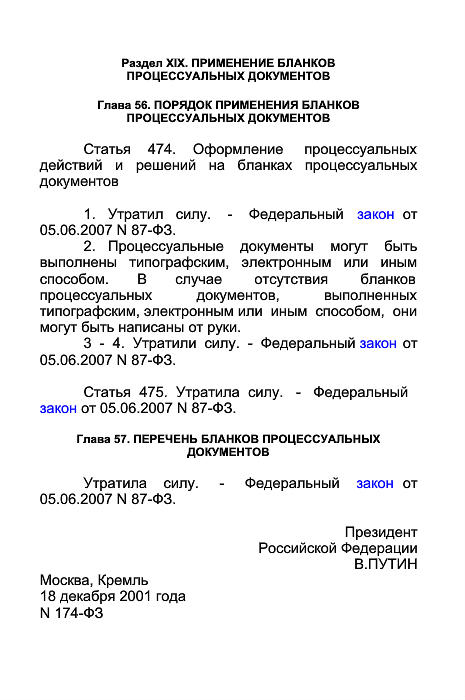 Раздел XIX. ПРИМЕНЕНИЕ БЛАНКОВ
ПРОЦЕССУАЛЬНЫХ ДОКУМЕНТОВ
Глава 56. ПОРЯДОК ПРИМЕНЕНИЯ БЛАНКОВ
ПРОЦЕССУАЛЬНЫХ ДОКУМЕНТОВ
Статья 474. Оформление процессуальных
действий и решений на бланках процессуальных
документов
1. Утратил силу. - Федеральный закон от
05.06.2007 N 87-ФЗ.
2. Процессуальные документы могут быть
выполнены типографским, электронным или иным
способом. В случае отсутствия бланков
процессуальных документов, выполненных
типографским, электронным или иным способом, они
могут быть написаны от руки.
3 - 4. Утратили силу. - Федеральный закон от
05.06.2007 N 87-ФЗ.
Статья 475. Утратила силу. - Федеральный
закон от 05.06.2007 N 87-ФЗ.
Глава 57. ПЕРЕЧЕНЬ БЛАНКОВ ПРОЦЕССУАЛЬНЫХ
ДОКУМЕНТОВ
Утратила силу. - Федеральный закон от
05.06.2007 N 87-ФЗ.
Президент
Российской Федерации
В.ПУТИН
Москва, Кремль
18 декабря 2001 года
N 174-ФЗ